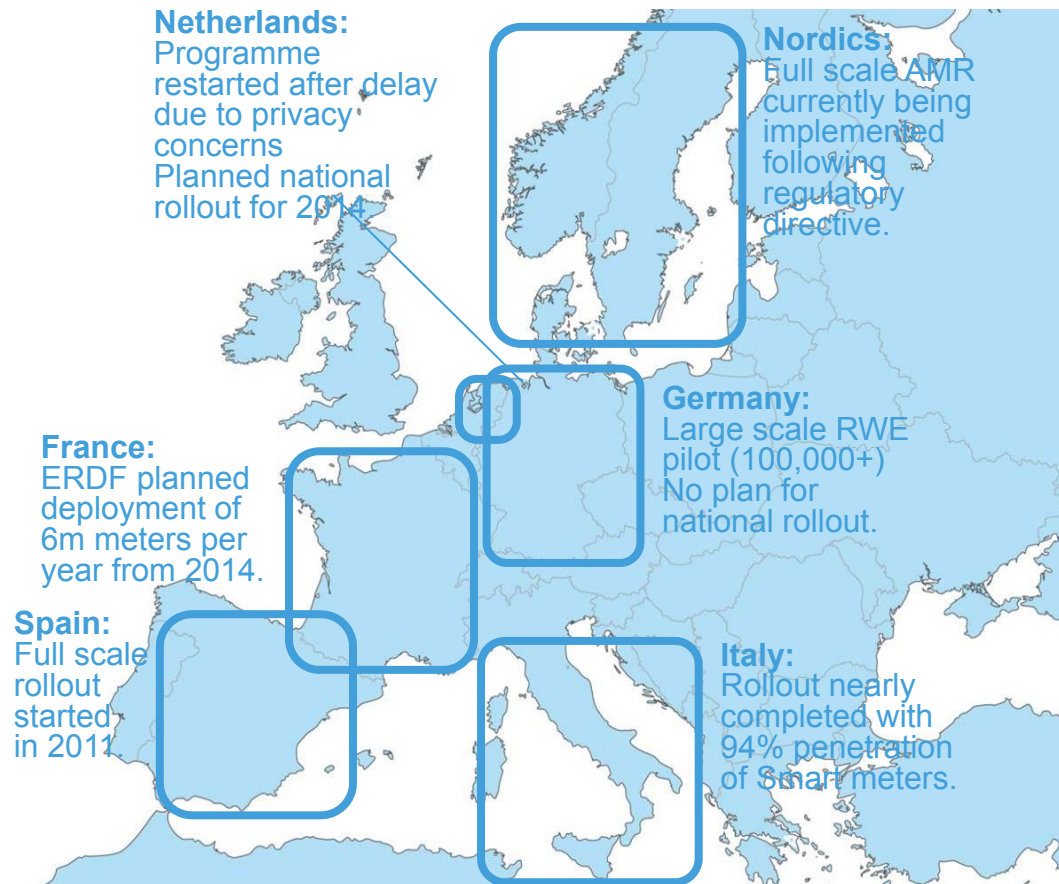 Netherlands:
Programme
restarted after delay
due to privacy
concerns
Planned national
rollout for 2014
Nordics:
Full scale AMR
currently being
implemented
following
regulatory
directive.
Germany:
Large scale RWE
pilot (100,000+)
No plan for
national rollout.
France:
ERDF planned
deployment of
6m meters per
year from 2014.
Spain:
Full scale
rollout
started
in 2011.
Italy:
Rollout nearly
completed with
94% penetration
of Smart meters.